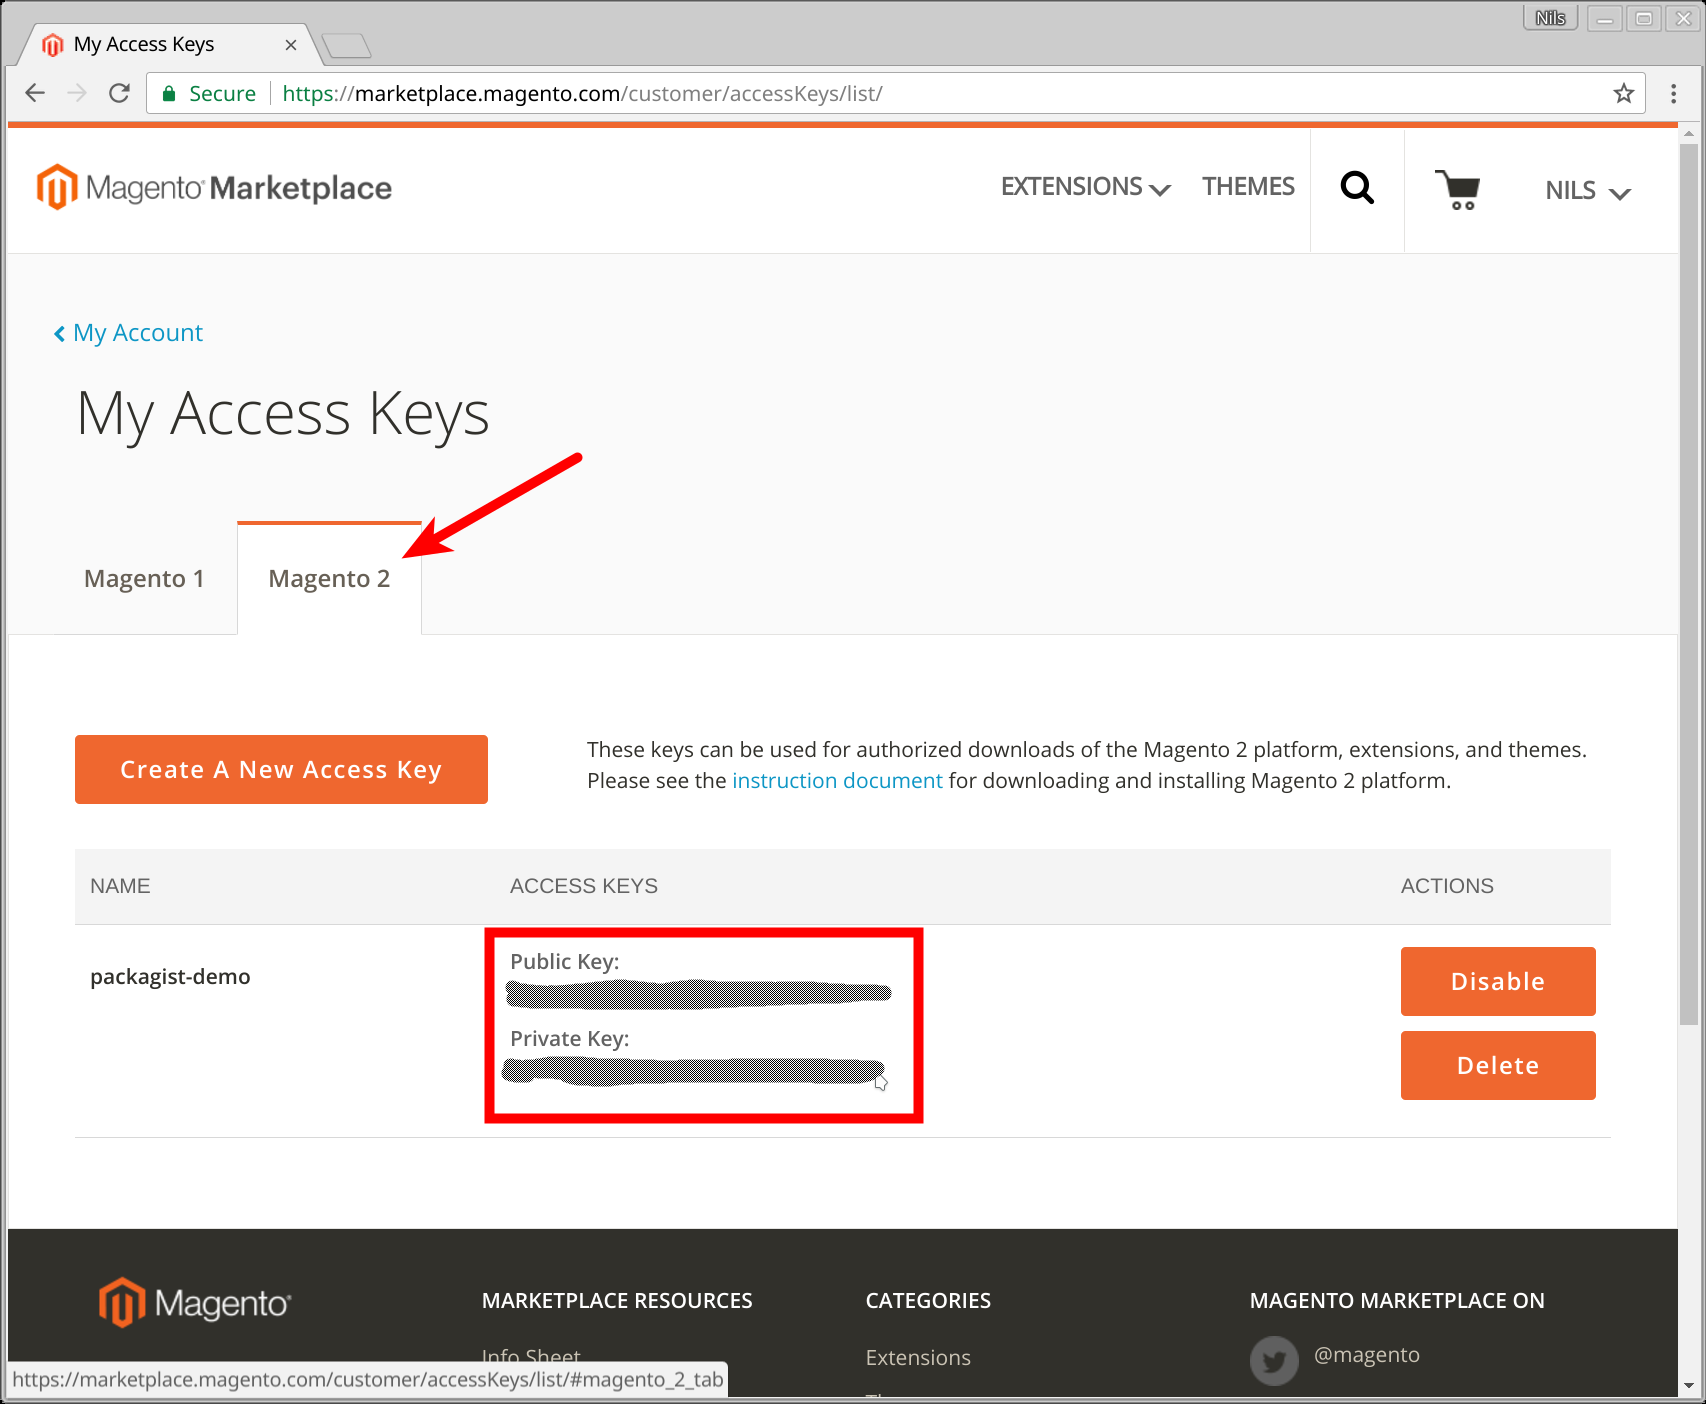 Nils
My Access Keys
Secure https://marketplace.magento.com/customer/accessKeys/list/
Magento Marketplace
EXTENSIONS THEMES NILS
My Account
My Access Keys
Magento 1 Magento 2
Create A New Access Key
These keys can be used for authorized downloads of the Magento 2 platform, extensions, and themes.
Please see the instruction document for downloading and installing Magento 2 platform.
NAME ACCESS KEYS ACTIONS
packagist-demo
Public Key:
Private Key:
Disable
Delete
Magento
MARKETPLACE RESOURCES CATEGORIES MAGENTO MARKETPLACE ON
Info Sheet Extensions @magento
https://marketplace.magento.com/customer/accessKeys/list/#magento_2_tab